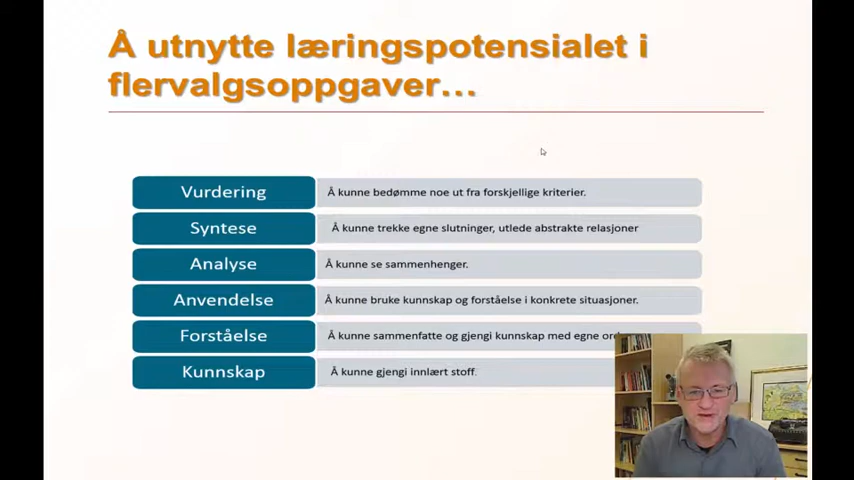 Å utnytte læringspotensialet i
flervalgsoppgaver...
Vurdering Å kunne bedømme noe ut fra forskjellige kriterier.
Syntese Å kunne trekke egne slutninger, utlede abstrakte relasjoner
Analyse Å kunne se sammenhenger.
Anvendelse Å kunne bruke kunnskap og forståelse i konkrete situasjoner.
Forståelse Å kunne sammenfatte og gjengi kunnskap med egne
Kunnskap Å kunne gjengi innlært stoff.